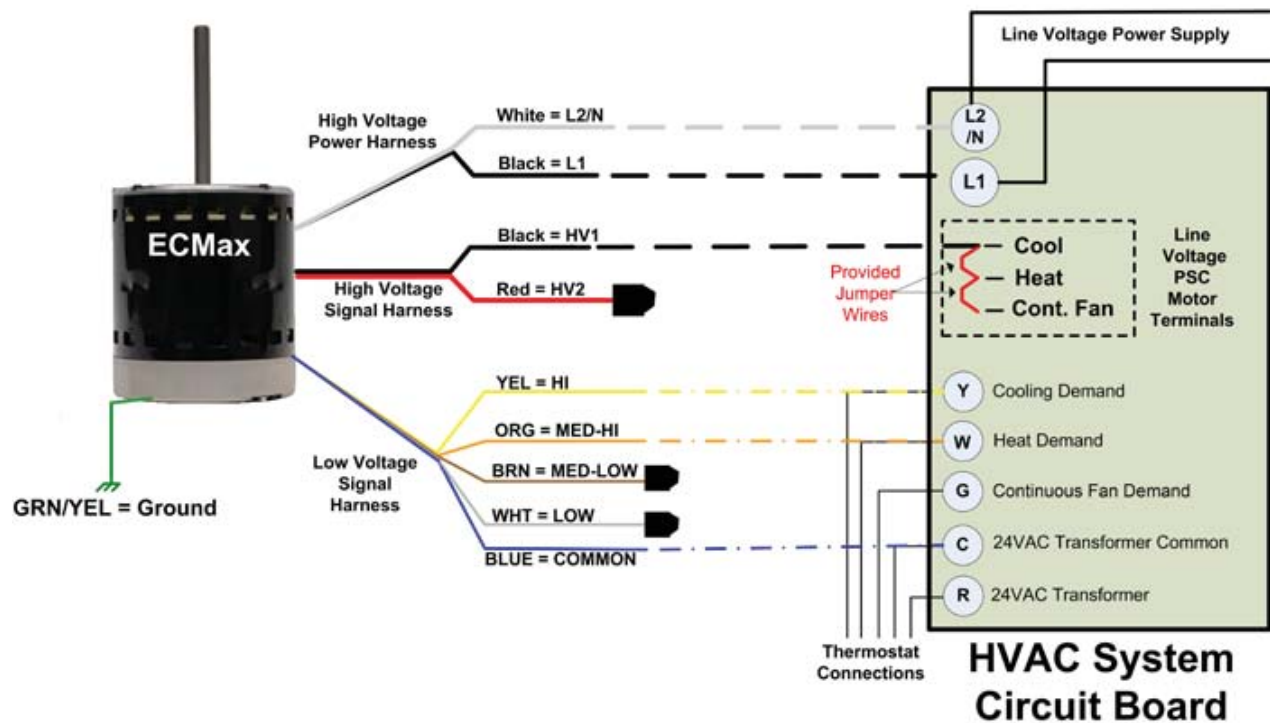 Line Voltage Power Supply
High Voltage
Power Harness
White = L2/N
L2
/N
Black = L1
L1
ECMax
Black = HV1
High Voltage
Signal Harness
Red = HV2
Provided
Jumper
Wires
Cool
Heat
Cont. Fan
Line
Voltage
PSC
Motor
Terminals
YEL = HI
Y
Cooling Demand
ORG = MED-HI
W
Heat Demand
Low Voltage
Signal
Harness
BRN = MED-LOW
G
Continuous Fan Demand
WHT = LOW
BLUE = COMMON
C
24VAC Transformer Common
R
24VAC Transformer
GRN/YEL = Ground
Thermostat
Connections
HVAC System
Circuit Board